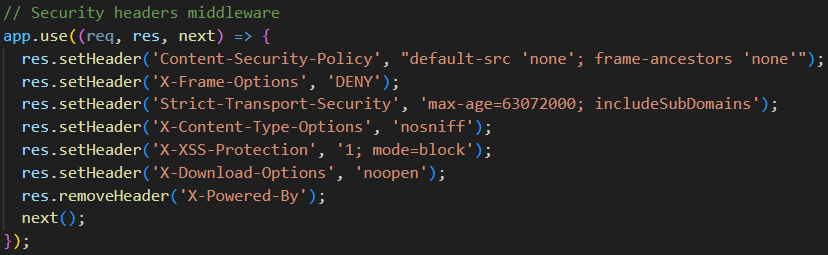 // Security headers middleware
app.use((req, res, next) => {
  res.setHeader('Content-Security-Policy', "default-src 'none'; frame-ancestors 'none'");
  res.setHeader('X-Frame-Options', 'DENY');
  res.setHeader('Strict-Transport-Security', 'max-age=63072000; includeSubDomains');
  res.setHeader('X-Content-Type-Options', 'nosniff');
  res.setHeader('X-XSS-Protection', '1; mode=block');
  res.setHeader('X-Download-Options', 'noopen');
  res.removeHeader('X-Powered-By');
  next();
});